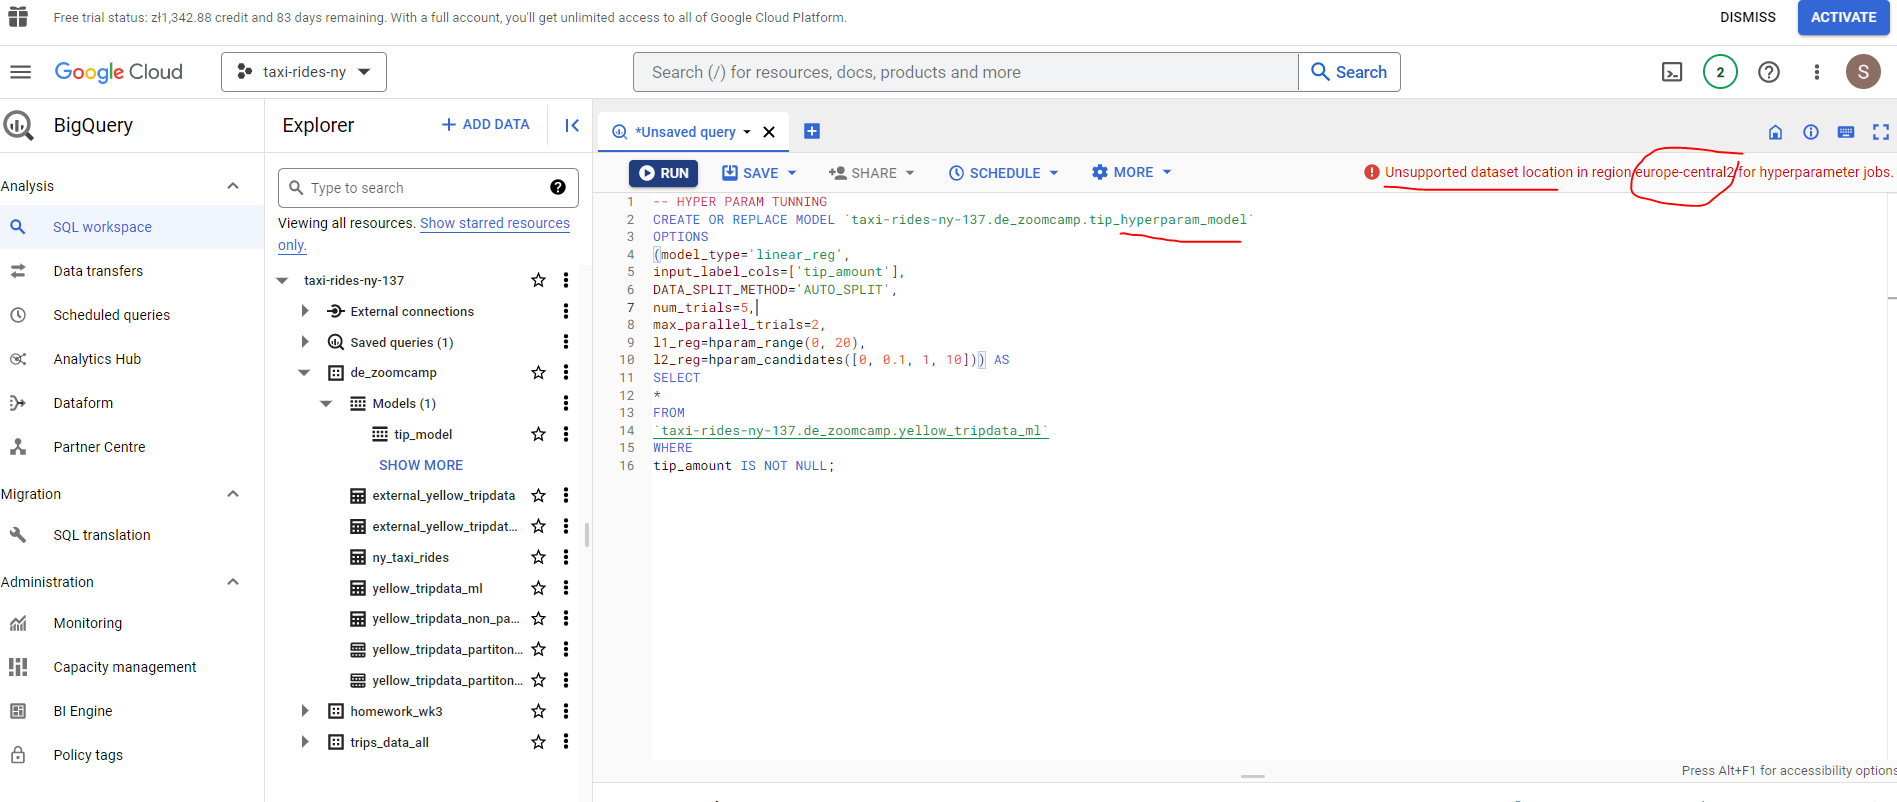 Free trial status: zł1,342.88 credit and 83 days remaining. With a full account, you'll get unlimited access to all of Google Cloud Platform.
DISMISS
ACTIVATE
Google Cloud
taxi-rides-ny
Search (/) for resources, docs, products and more
Search
2
S
BigQuery
Analysis
SQL workspace
Data transfers
Scheduled queries
Analytics Hub
Dataform
Partner Centre
Migration
SQL translation
Administration
Monitoring
Capacity management
BI Engine
Policy tags
Explorer
ADD DATA
Type to search
Viewing all resources. Show starred resources
only.
taxi-rides-ny-137
External connections
Saved queries (1)
de_zoomcamp
Models (1)
tip_model
SHOW MORE
external_yellow_tripdata
external_yellow_tripdat...
ny_taxi_rides
yellow_tripdata_ml
yellow_tripdata_non_pa...
yellow_tripdata_partiton...
yellow_tripdata_partiton...
homework_wk3
trips_data_all
*Unsaved query
RUN
SAVE
SHARE
SCHEDULE
MORE
Unsupported dataset location in region europe-central2 for hyperparameter jobs.
1 -- HYPER PARAM TUNNING
2 CREATE OR REPLACE MODEL `taxi-rides-ny-137.de_zoomcamp.tip_hyperparam_model`
3 OPTIONS
4 (model_type='linear_reg',
5 input_label_cols=['tip_amount'],
6 DATA_SPLIT_METHOD='AUTO_SPLIT',
7 num_trials=5,
8 max_parallel_trials=2,
9 l1_reg=hparam_range(0, 20),
10 l2_reg=hparam_candidates([0, 0.1, 1, 10])) AS
11 SELECT
12 *
13 FROM
14 `taxi-rides-ny-137.de_zoomcamp.yellow_tripdata_ml`
15 WHERE
16 tip_amount IS NOT NULL;
Press Alt+F1 for accessibility options